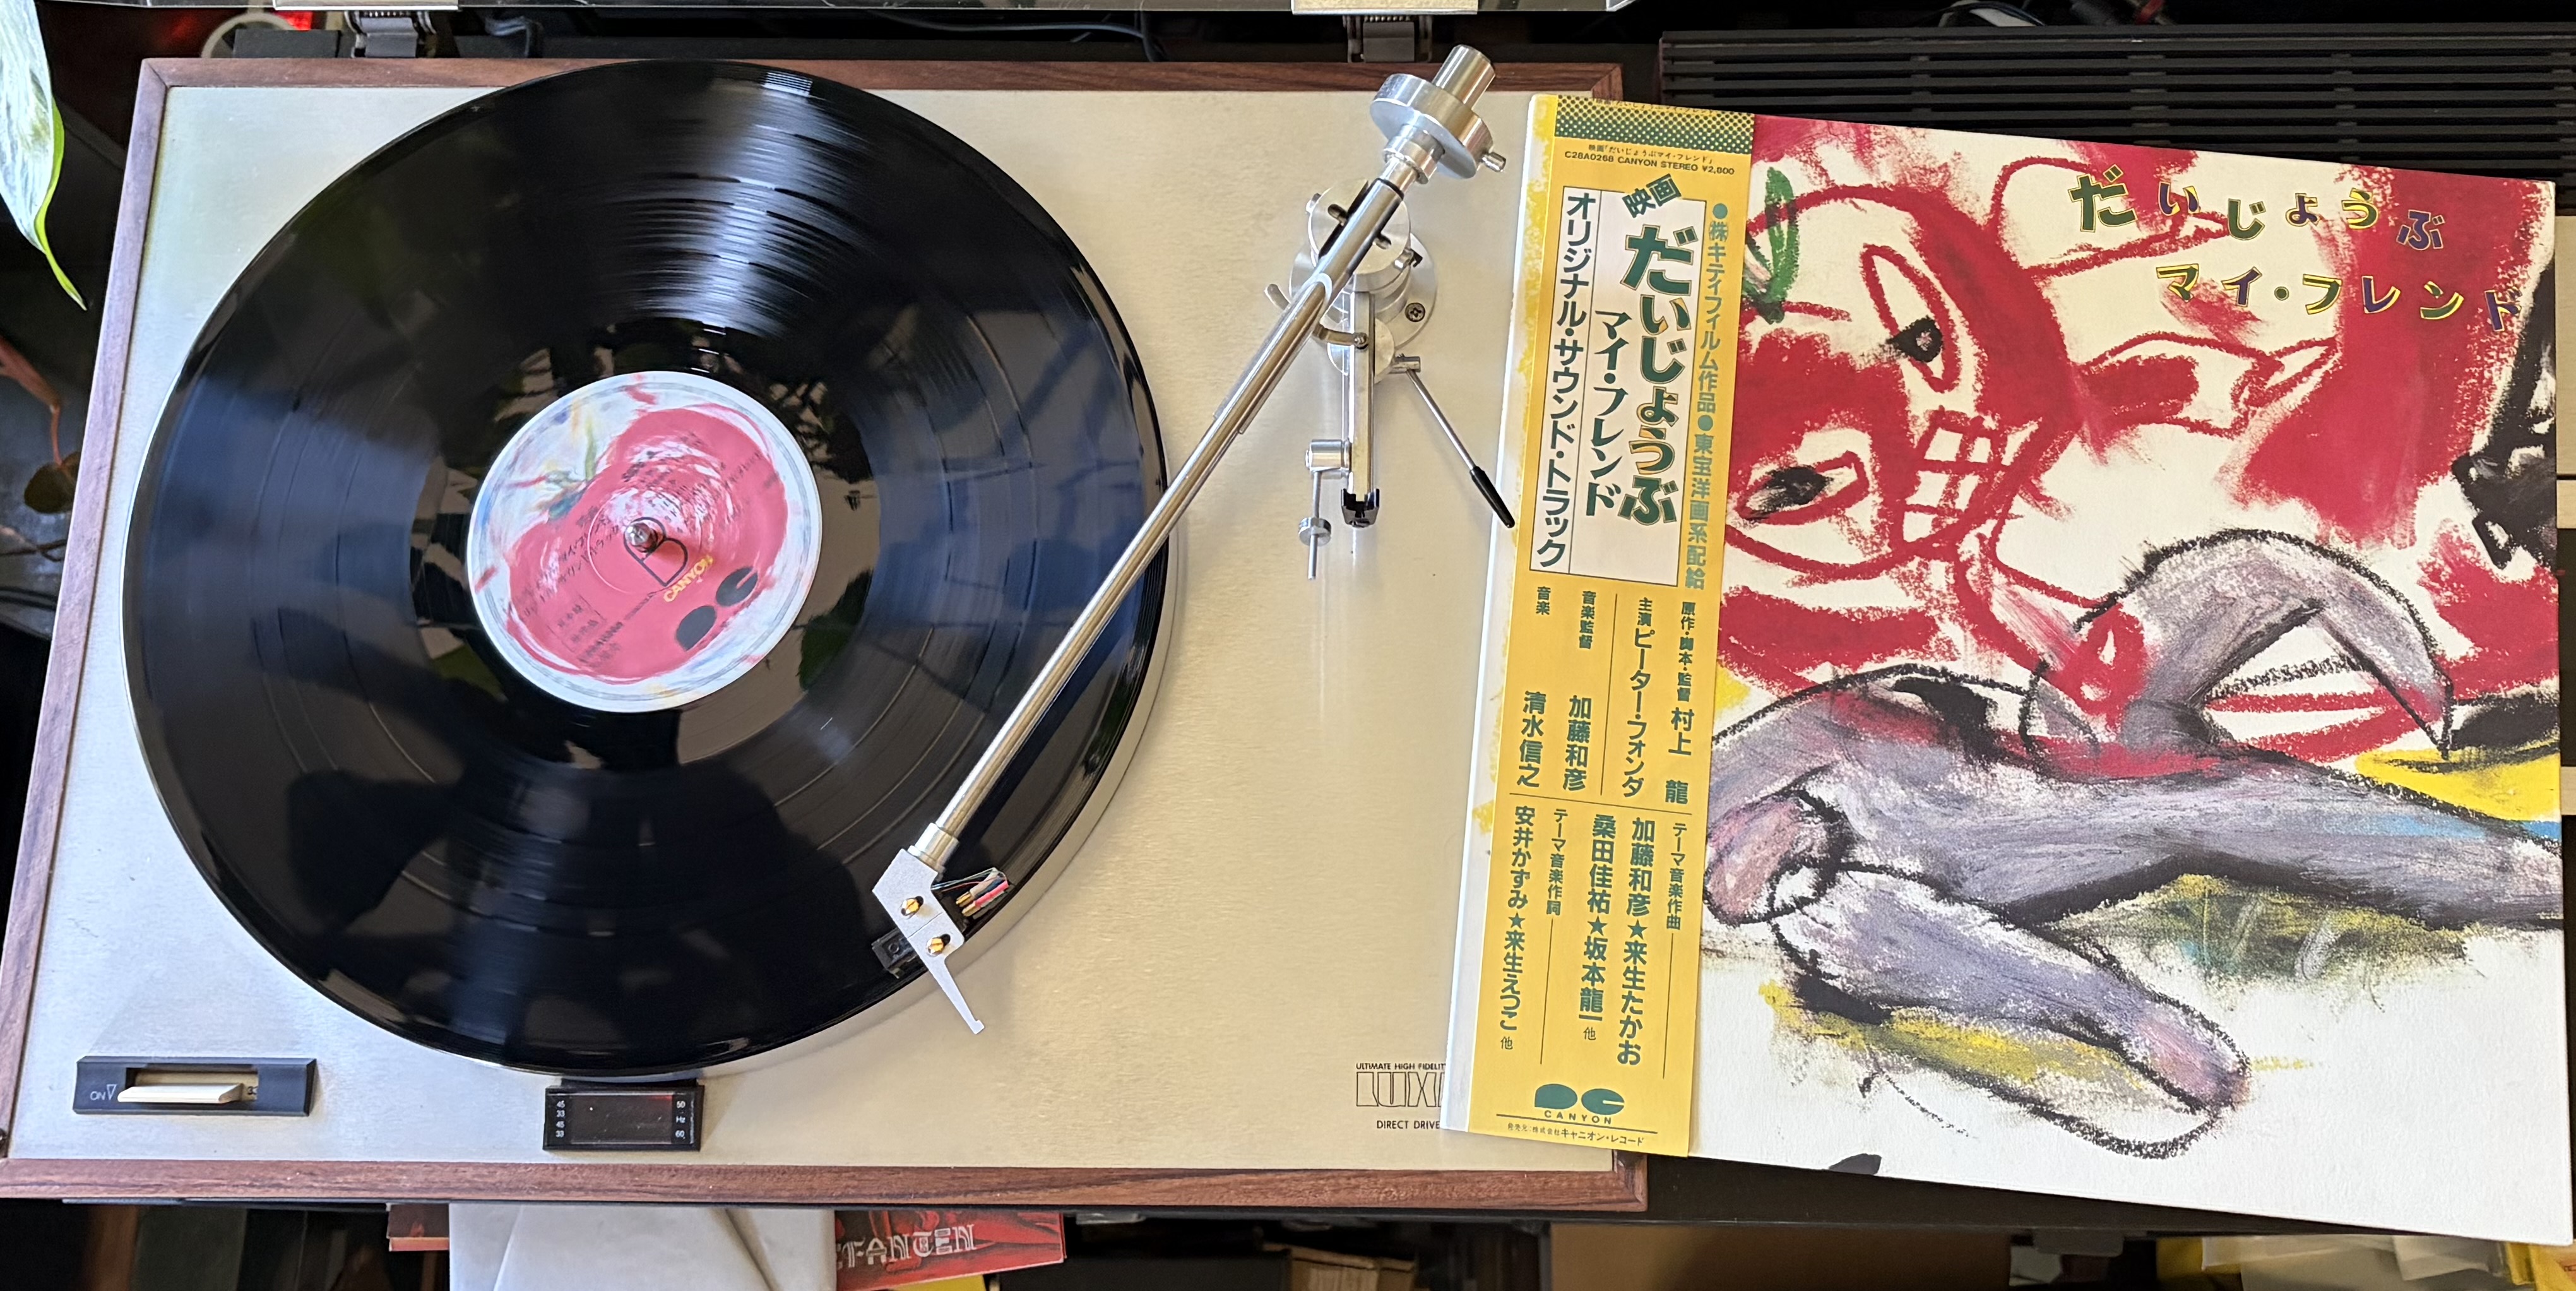 だいじょうぶ
マイ・フレンド
映画「だいじょうぶマイ・フレンド」
C28A0268 CANYON STEREO ¥2,800
●㈱キティフィルム作品●東宝洋画系配給
映画
だいじょうぶ
マイ・フレンド
オリジナル・サウンド・トラック
原作・脚本・監督 村上 龍
主演 ピーター・フォンダ
音楽監督 加藤和彦
音楽 清水信之
テーマ音楽作曲
加藤和彦★来生たかお
桑田佳祐★坂本龍一 他
テーマ音楽作詞
安井かずみ★来生えつこ 他
CANYON
発売元:株式会社キャニオン・レコード
B
CANYON
ON
45
33
45
33
50
Hz
60
ULTIMATE HIGH FIDELIT
LUX
DIRECT DRIVE
FANTEN